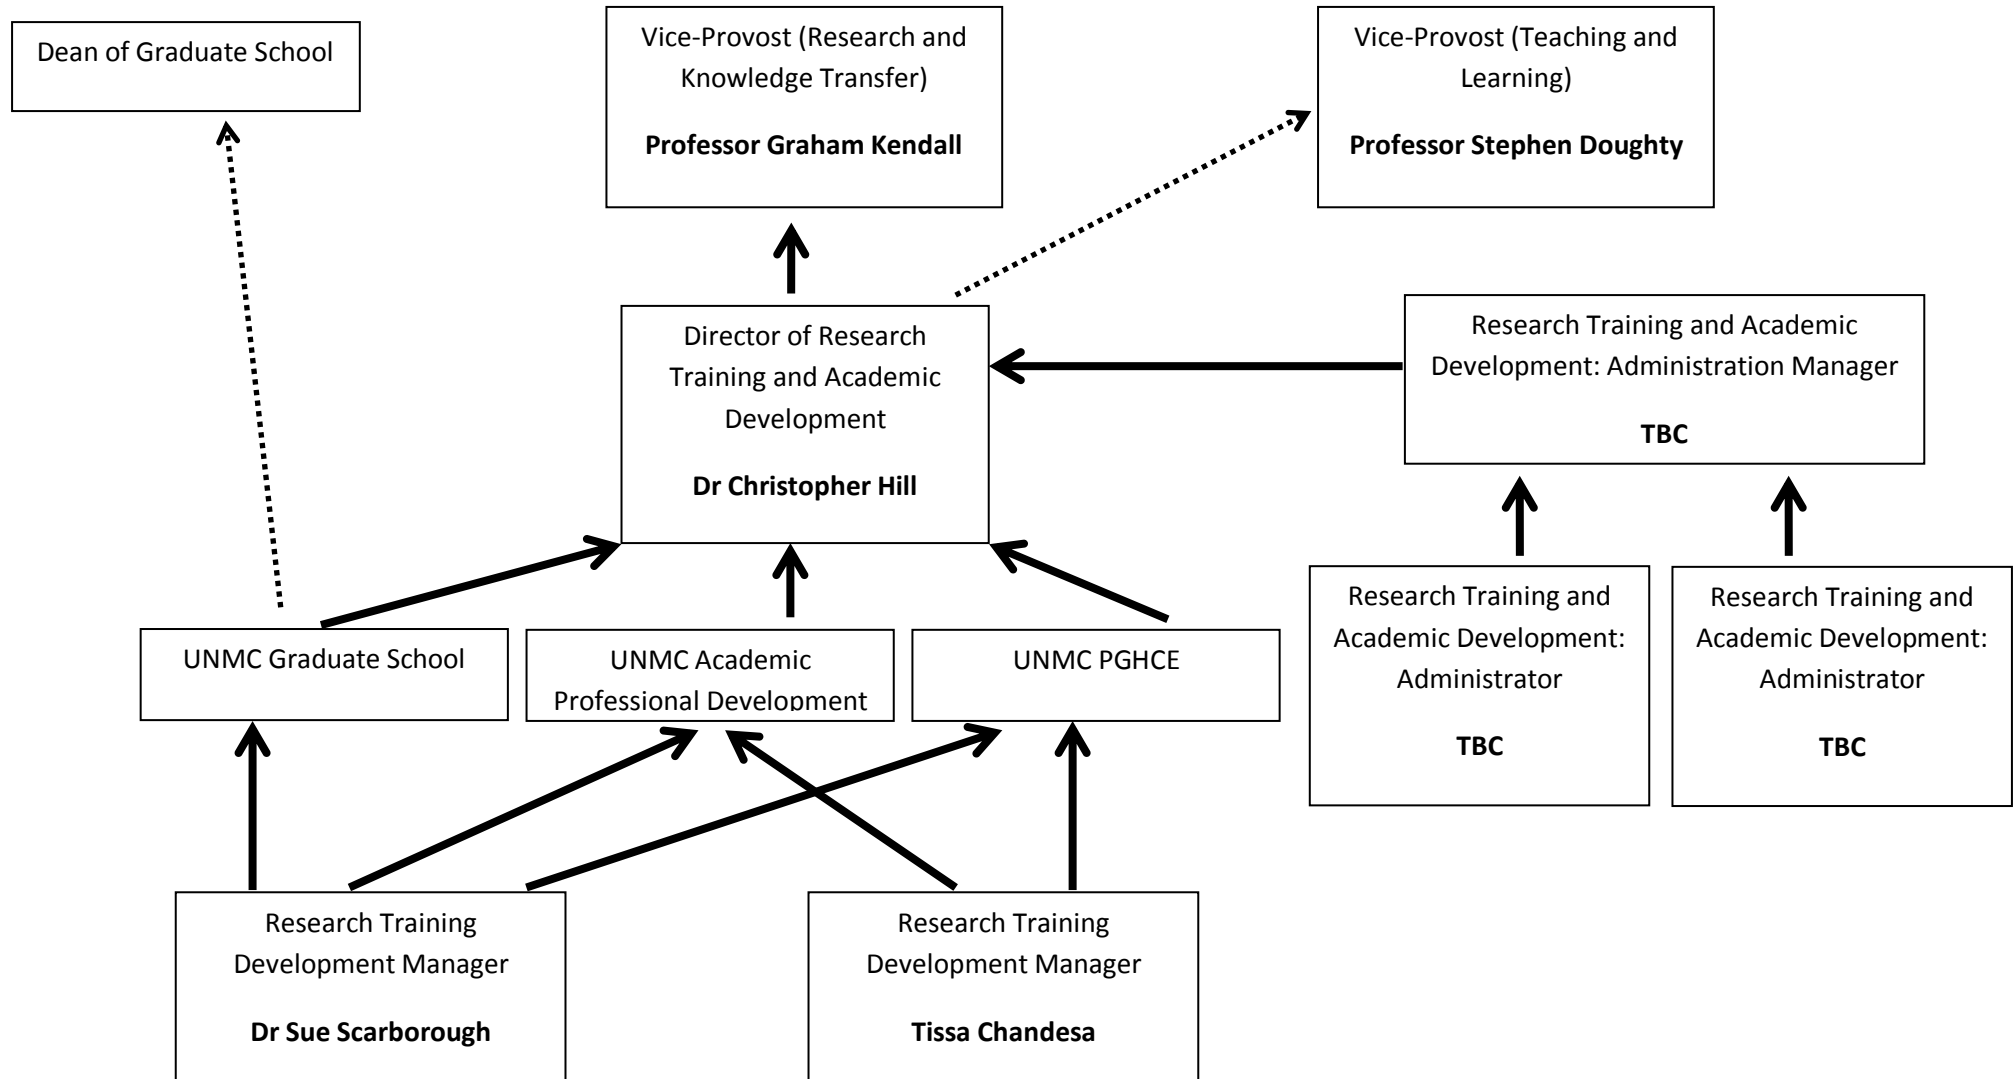 Dean of Graduate School
Vice-Provost (Research and
Knowledge Transfer)
Professor Graham Kendall
Vice-Provost (Teaching and
Learning)
Professor Stephen Doughty
Director of Research
Training and Academic
Development
Dr Christopher Hill
Research Training and Academic
Development: Administration Manager
TBC
UNMC Graduate School
UNMC Academic
Professional Development
UNMC PGHCE
Research Training and
Academic Development:
Administrator
TBC
Research Training and
Academic Development:
Administrator
TBC
Research Training
Development Manager
Dr Sue Scarborough
Research Training
Development Manager
Tissa Chandesa